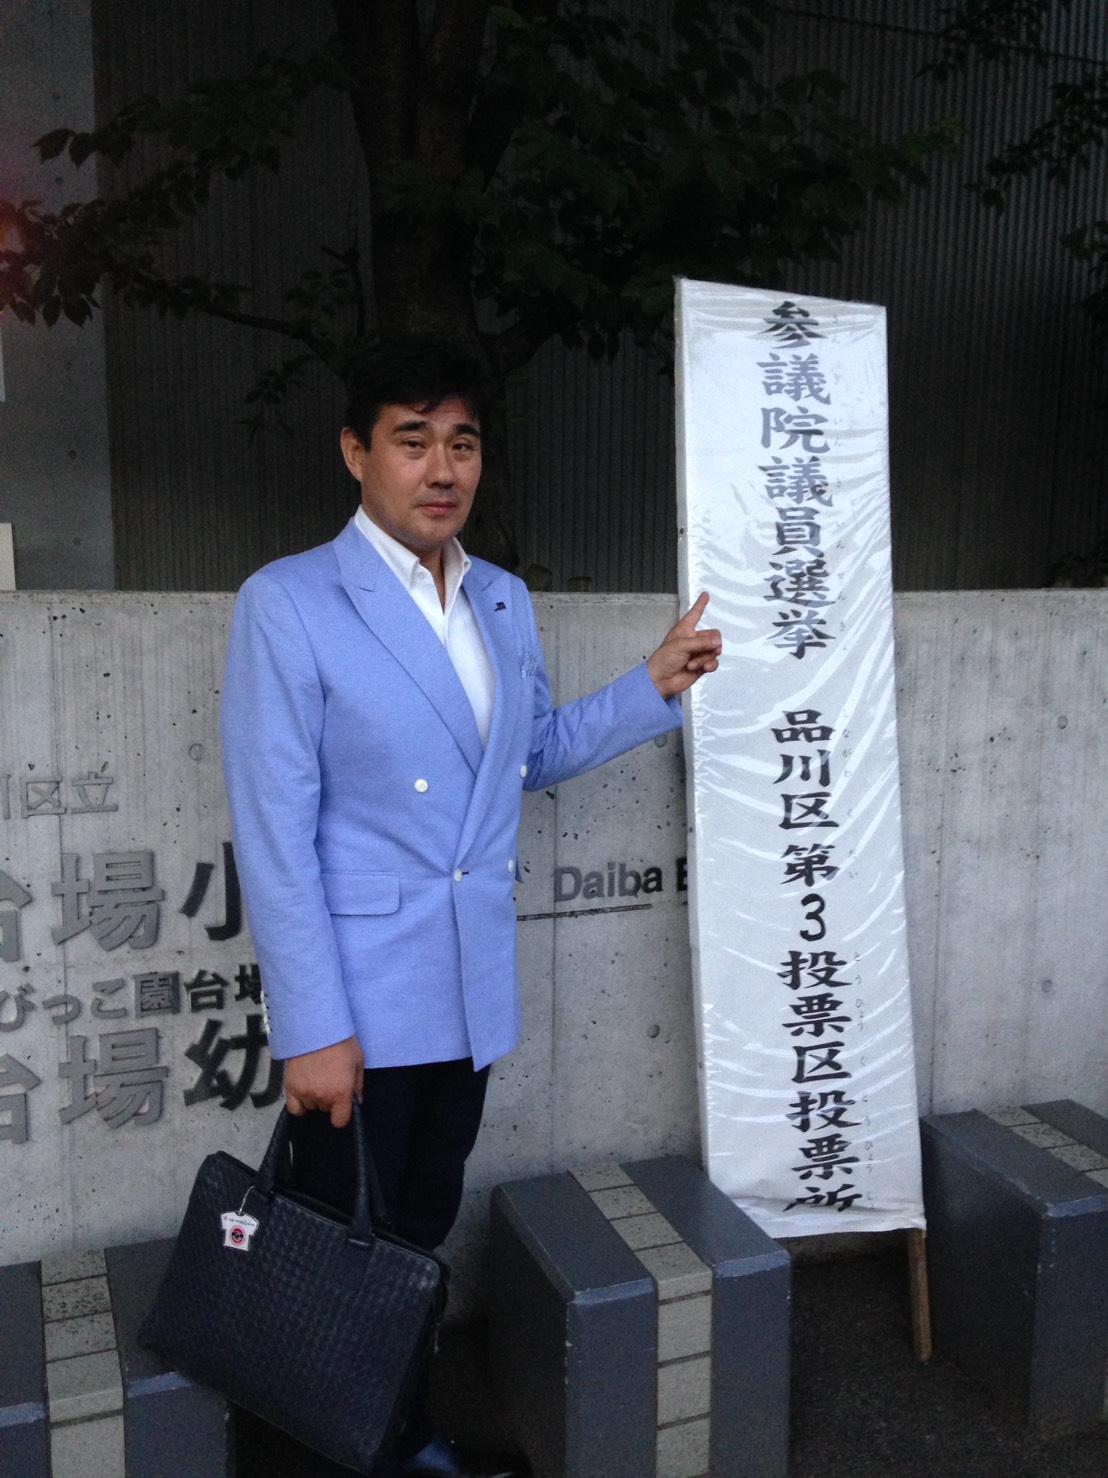 参議院議員選挙 品川区第3投票区投票所
川区立
台場小
Daiba E
びっこ園台場
台場幼